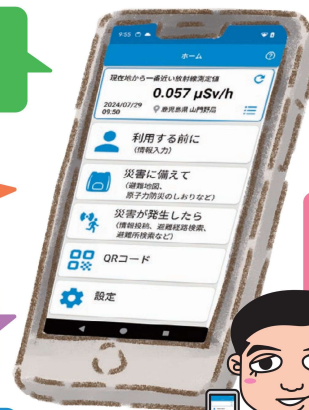 9:55
ホーム
現在地から一番近い放射線測定値
0.057 μSv/h
2024/07/29
09:50
鹿児島県 山門野局
利用する前に
(情報入力)
災害に備えて
(避難地図、
原子力防災のしおりなど)
災害が発生したら
(情報投稿、避難経路検索、
避難所検索など)
QRコード
設定